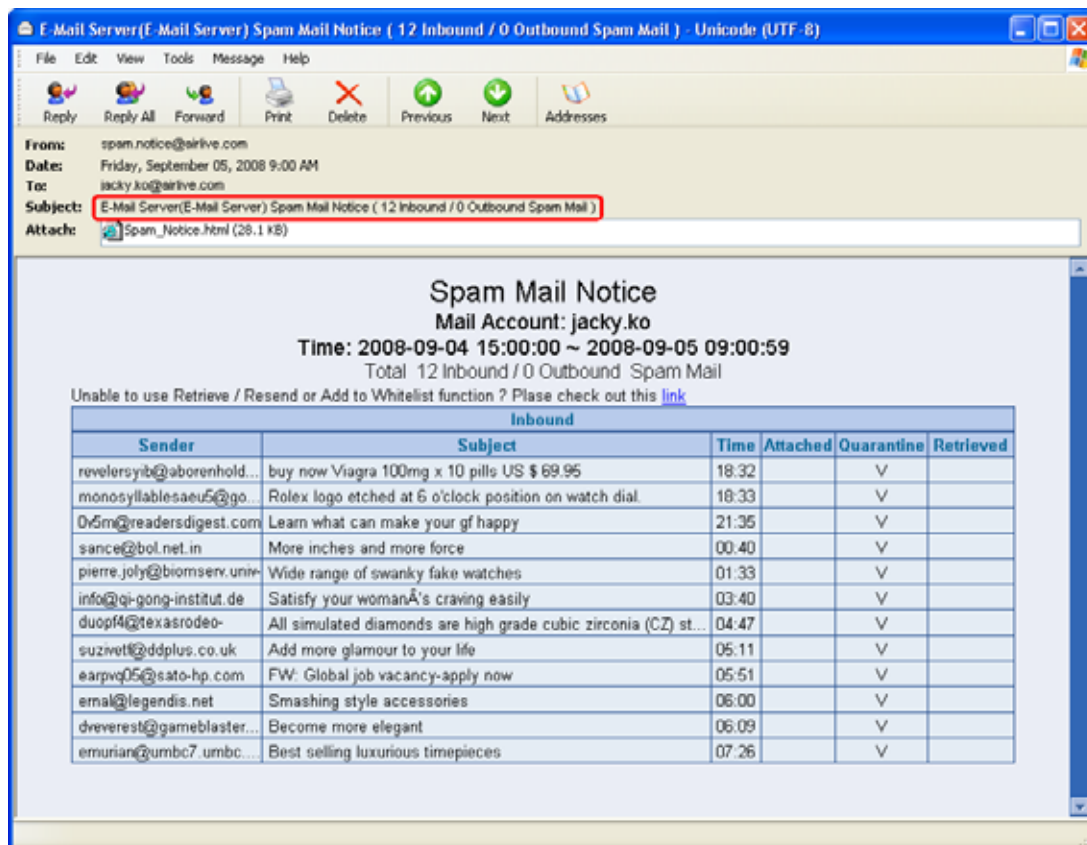 E-Mail Server(E-Mail Server) Spam Mail Notice ( 12 Inbound / 0 Outbound Spam Mail ) - Unicode (UTF-8)
File Edit View Tools Message Help
Reply Reply All Forward Print Delete Previous Next Addresses
From: spam.notice@airlive.com
Date: Friday, September 05, 2008 9:00 AM
To: jacky.ko@airlive.com
Subject: E-Mail Server(E-Mail Server) Spam Mail Notice ( 12 Inbound / 0 Outbound Spam Mail )
Attach: Spam_Notice.html (28.1 KB)
Spam Mail Notice
Mail Account: jacky.ko
Time: 2008-09-04 15:00:00 ~ 2008-09-05 09:00:59
Total 12 Inbound / 0 Outbound Spam Mail
Unable to use Retrieve / Resend or Add to Whitelist function ? Plase check out this link
Inbound
Sender Subject Time Attached Quarantine Retrieved
revelersyib@aborenhold... buy now Viagra 100mg x 10 pills US $ 69.95 18:32 V
monosyllablesaeu5@go... Rolex logo etched at 6 o'clock position on watch dial. 18:33 V
0v5m@readersdigest.com Learn what can make your gf happy 21:35 V
sance@bol.net.in More inches and more force 00:40 V
pierre.joly@biomserv.univ- Wide range of swanky fake watches 01:33 V
info@qi-gong-institut.de Satisfy your womanÂ's craving easily 03:40 V
duopf4@texasrodeo- All simulated diamonds are high grade cubic zirconia (CZ) st... 04:47 V
suzivetfl@ddplus.co.uk Add more glamour to your life 05:11 V
earpvq05@sato-hp.com FW: Global job vacancy-apply now 05:51 V
ernal@legendis.net Smashing style accessories 06:00 V
dveverest@gameblaster... Become more elegant 06:09 V
emurian@umbc7.umbc.... Best selling luxurious timepieces 07:26 V